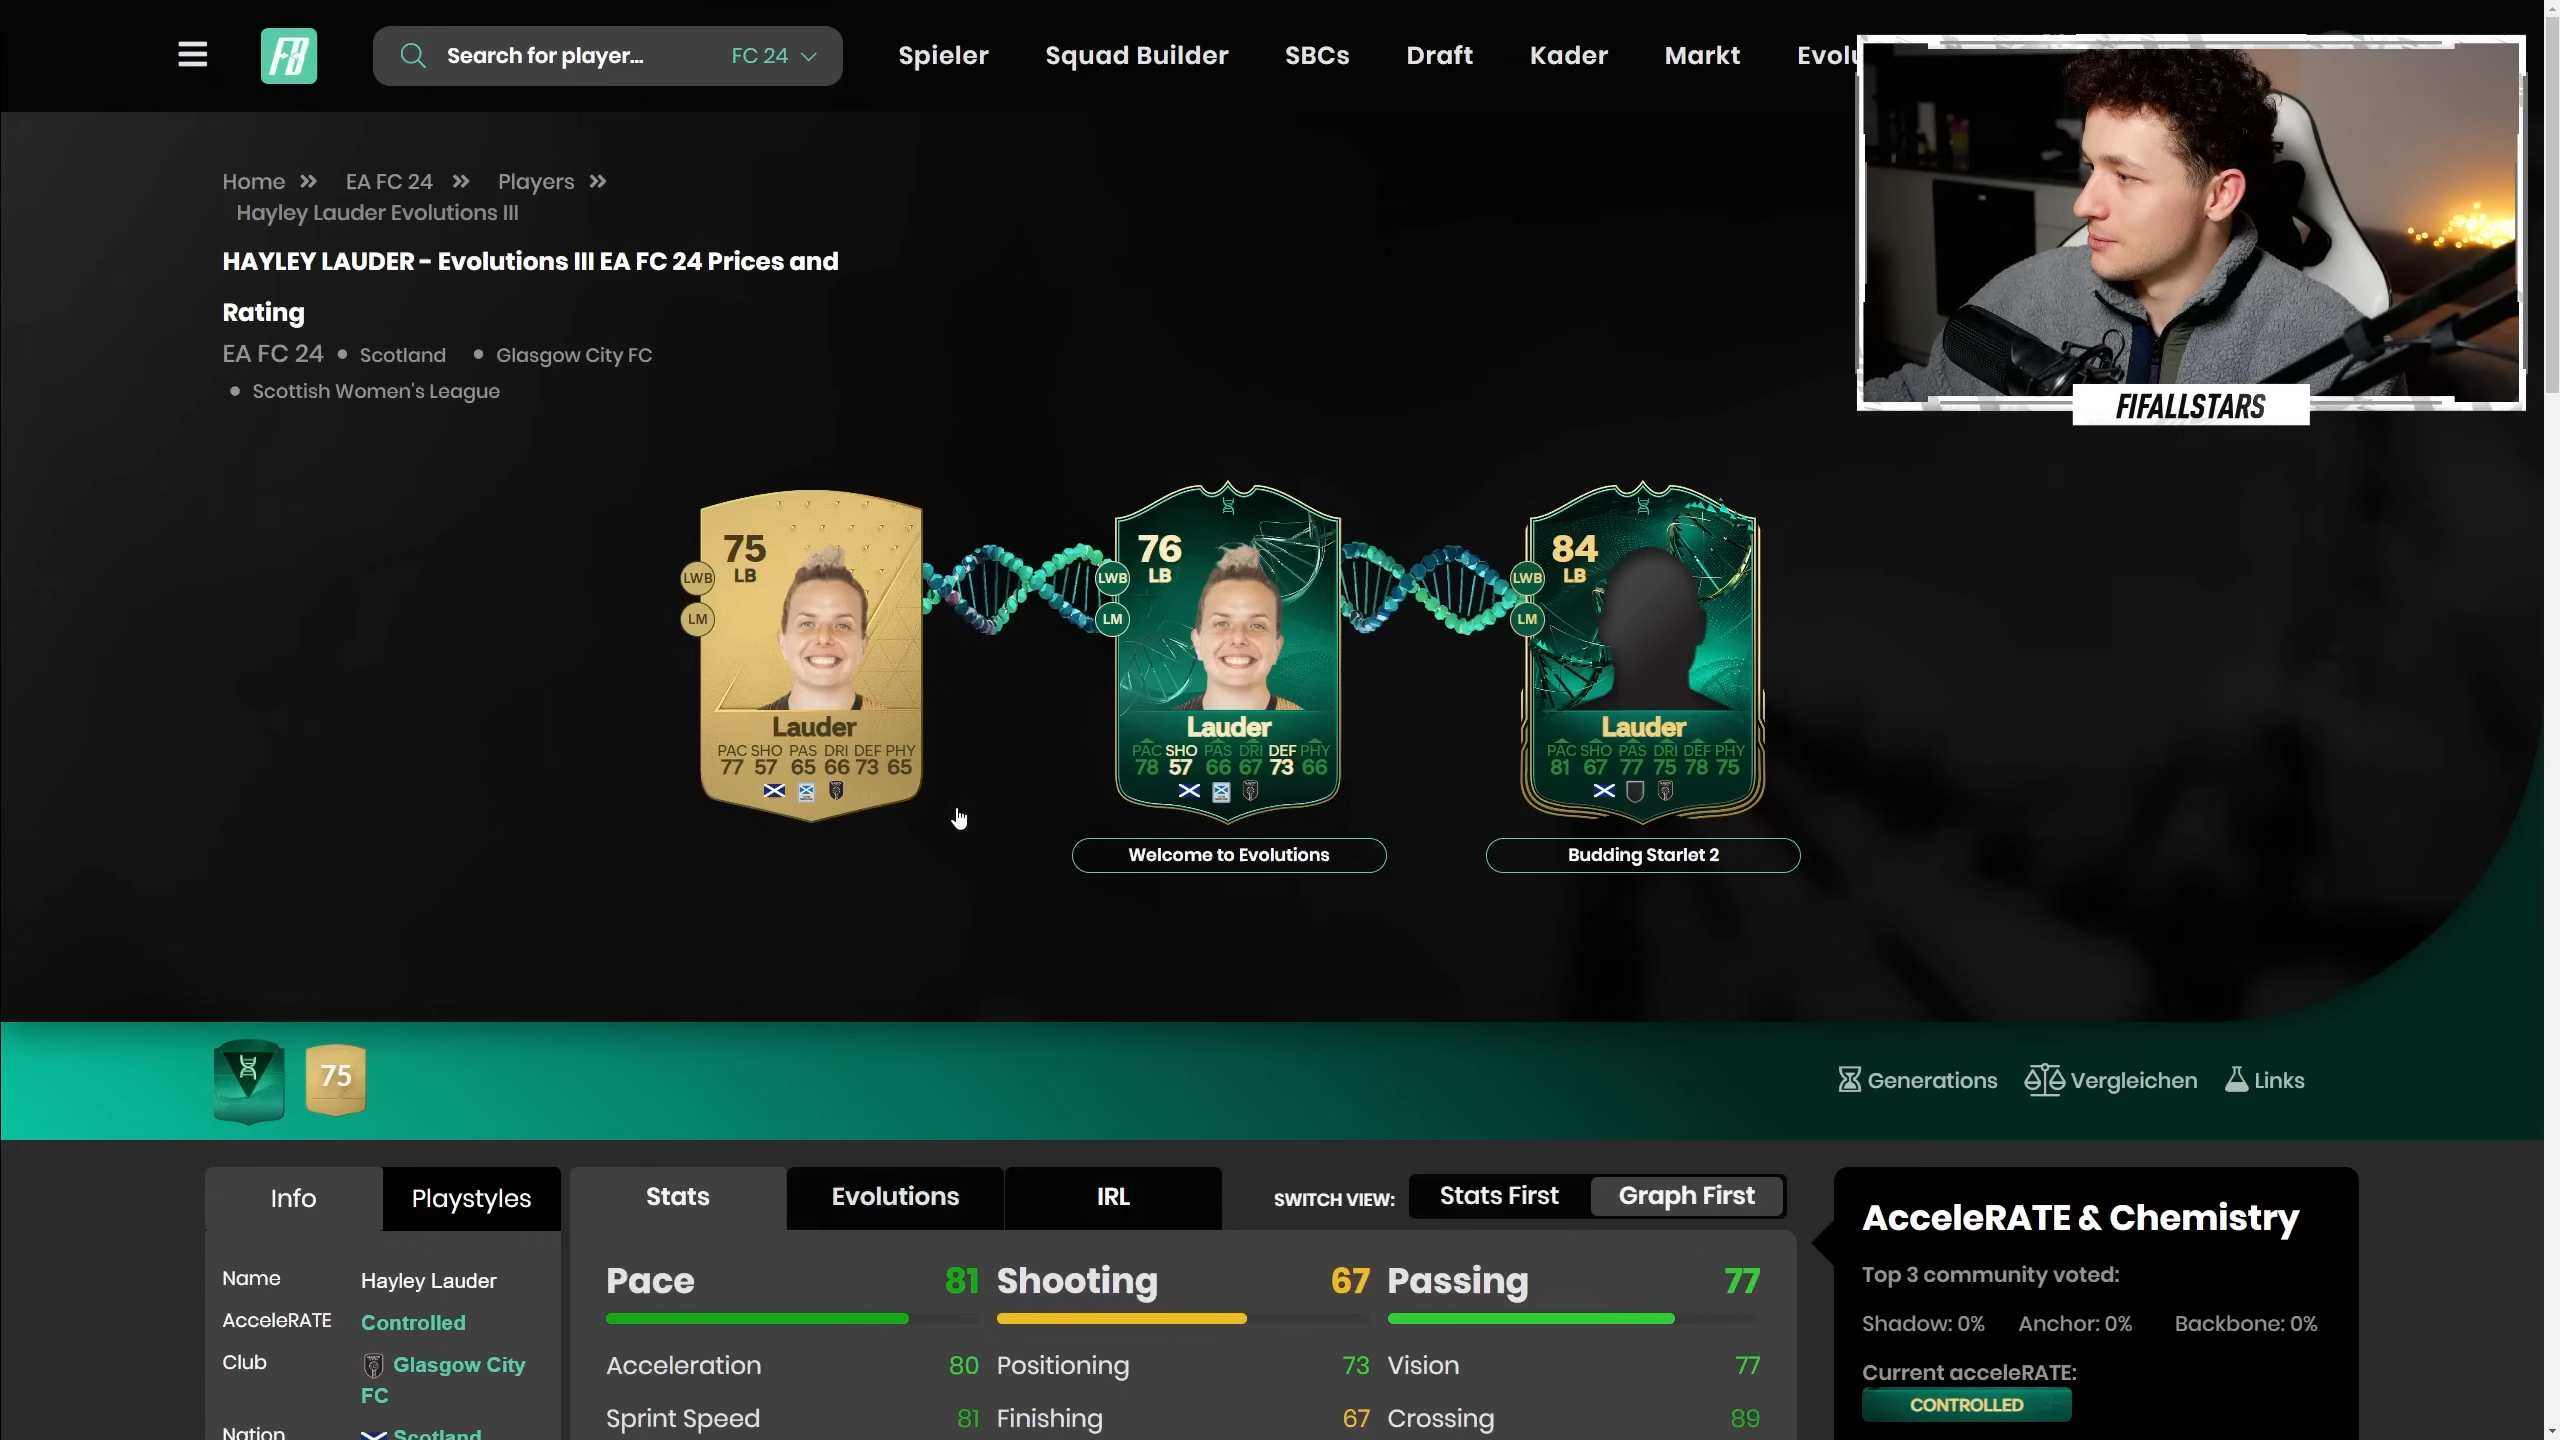 Search for player...
FC 24
Spieler
Squad Builder
SBCs
Draft
Kader
Markt
Evolu
Home
EA FC 24
Players
Hayley Lauder Evolutions III
HAYLEY LAUDER - Evolutions III EA FC 24 Prices and
Rating
EA FC 24 • Scotland • Glasgow City FC
• Scottish Women's League
FIFALLSTARS
75
LB
LWB
LM
Lauder
PAC SHO PAS DRI DEF PHY
77 57 65 66 73 65
76
LB
LWB
LM
Lauder
PAC SHO PAS DRI DEF PHY
78 57 66 67 73 66
Welcome to Evolutions
84
LB
LWB
LM
Lauder
PAC SHO PAS DRI DEF PHY
81 67 77 75 78 75
Budding Starlet 2
75
Generations
Vergleichen
Links
Info
Playstyles
Name Hayley Lauder
AcceleRATE Controlled
Club Glasgow City
FC
Nation Scotland
Stats
Evolutions
IRL
SWITCH VIEW:
Stats First
Graph First
Pace 81
Acceleration 80
Sprint Speed 81
Shooting 67
Positioning 73
Finishing 67
Passing 77
Vision 77
Crossing 89
AcceleRATE & Chemistry
Top 3 community voted:
Shadow: 0% Anchor: 0% Backbone: 0%
Current acceleRATE:
CONTROLLED